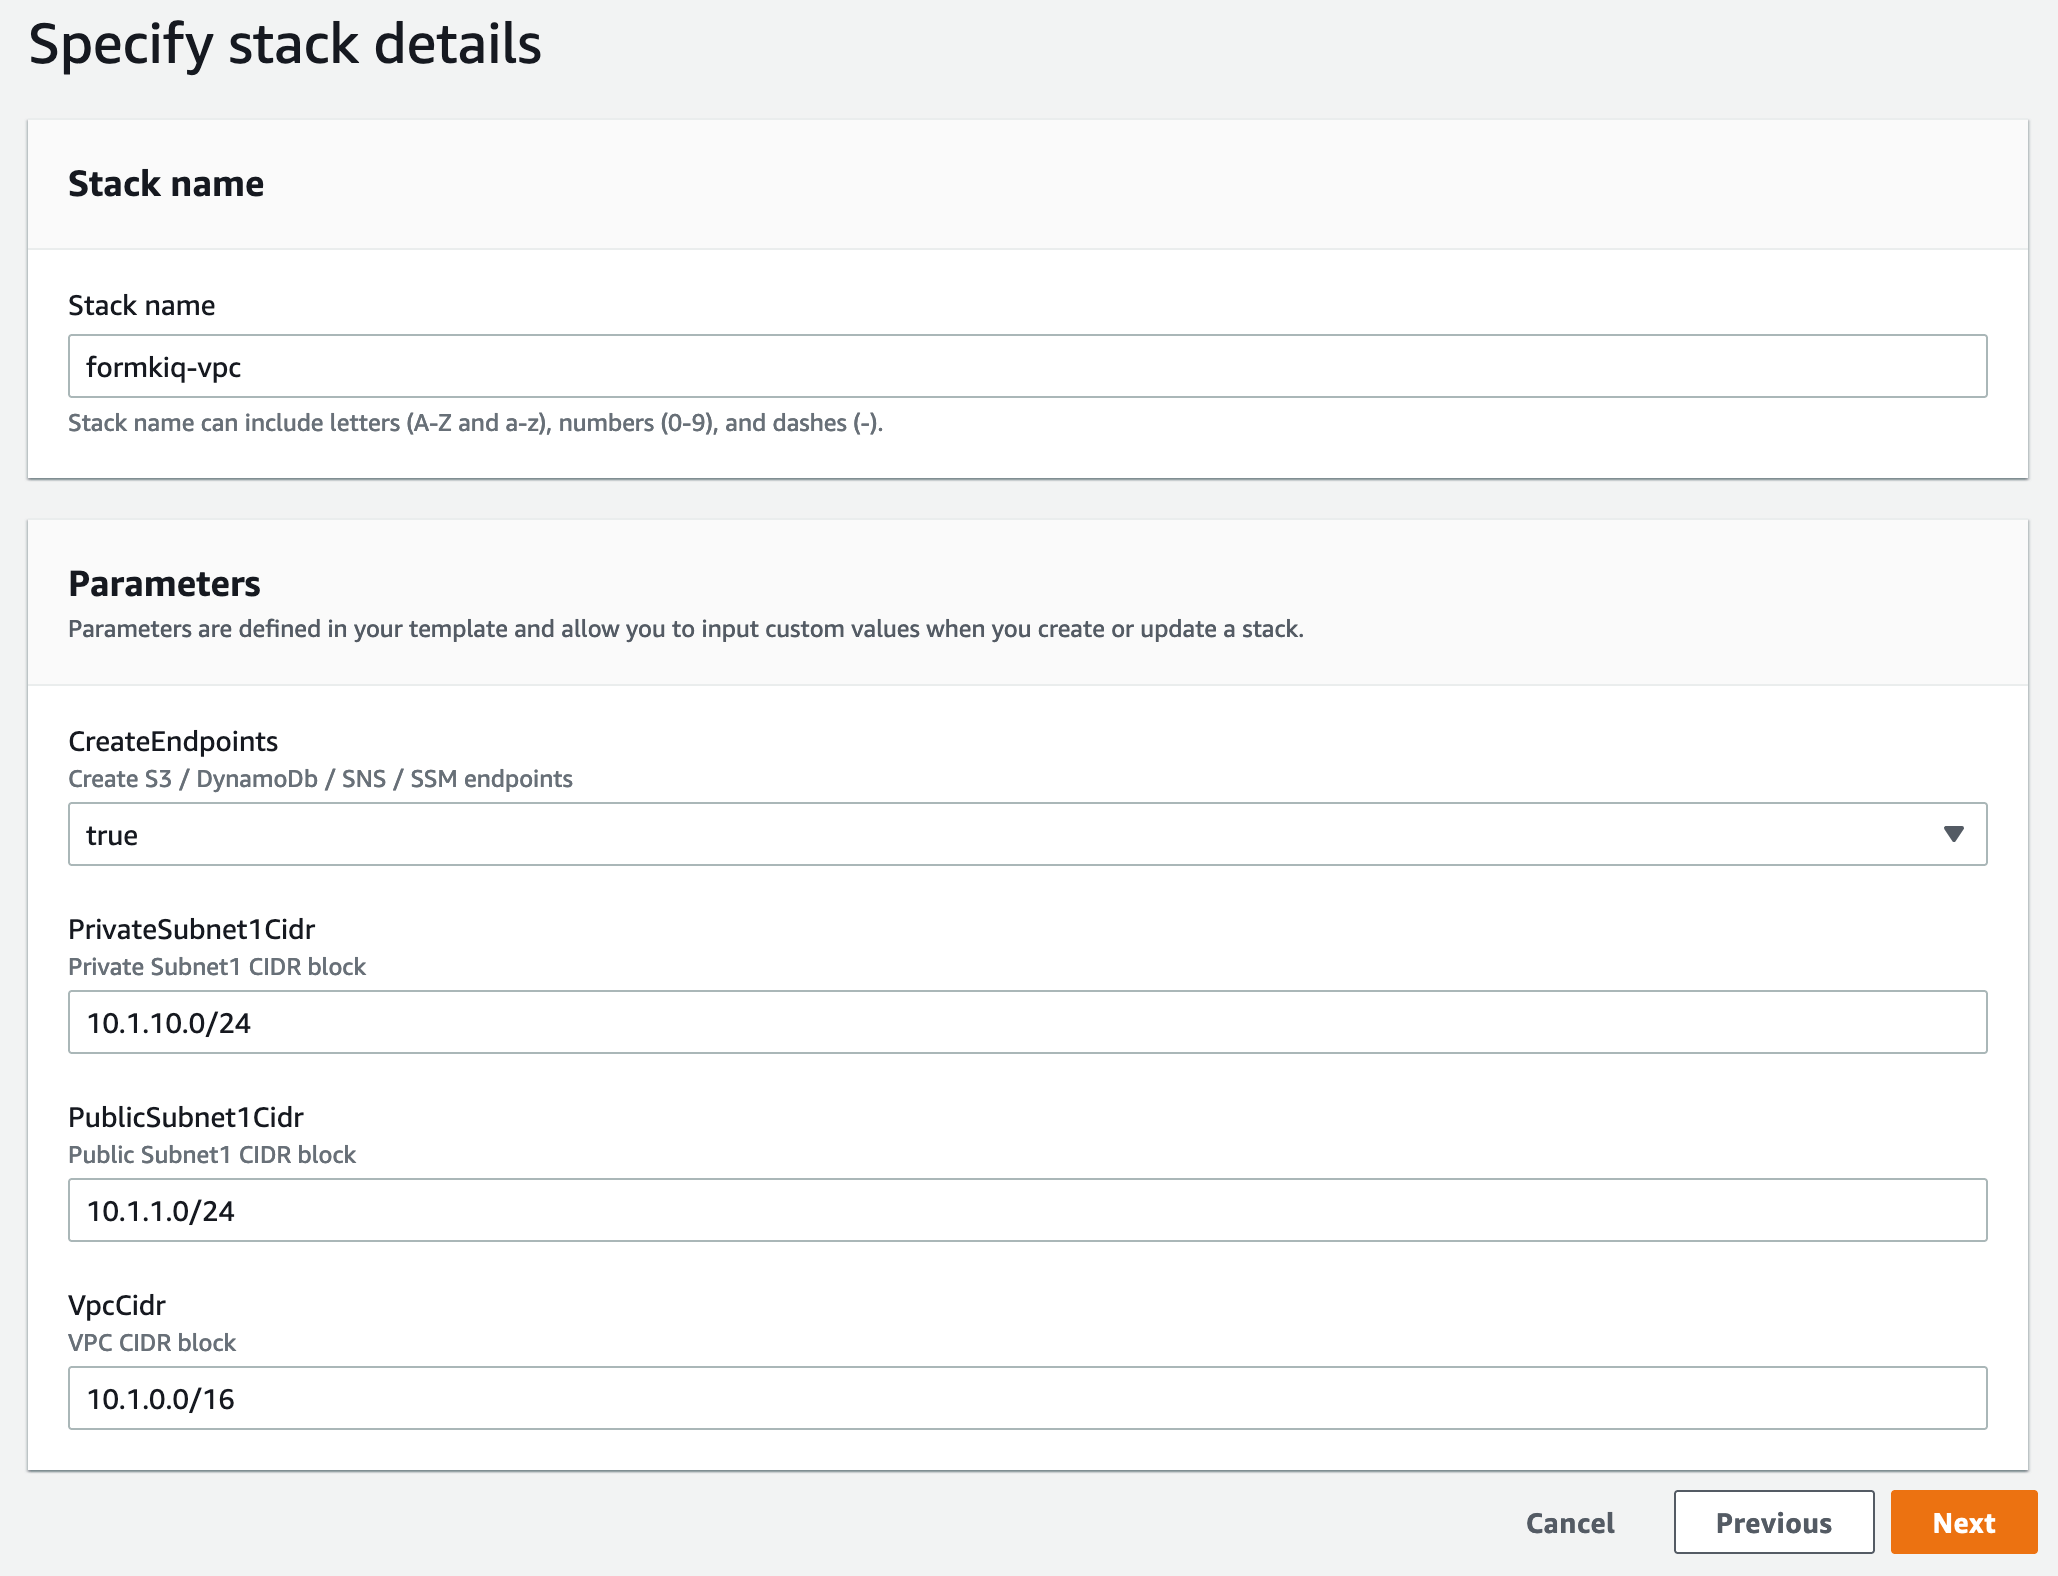 Specify stack details
Stack name
Stack name
formkiq-vpc
Stack name can include letters (A-Z and a-z), numbers (0-9), and dashes (-).
Parameters
Parameters are defined in your template and allow you to input custom values when you create or update a stack.
CreateEndpoints
Create S3 / DynamoDb / SNS / SSM endpoints
true
PrivateSubnet1Cidr
Private Subnet1 CIDR block
10.1.10.0/24
PublicSubnet1Cidr
Public Subnet1 CIDR block
10.1.1.0/24
VpcCidr
VPC CIDR block
10.1.0.0/16
Cancel Previous Next